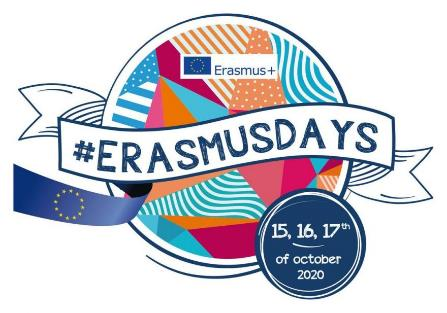 Erasmus+
#ERASMUSDAYS
15, 16, 17th
of october
2020